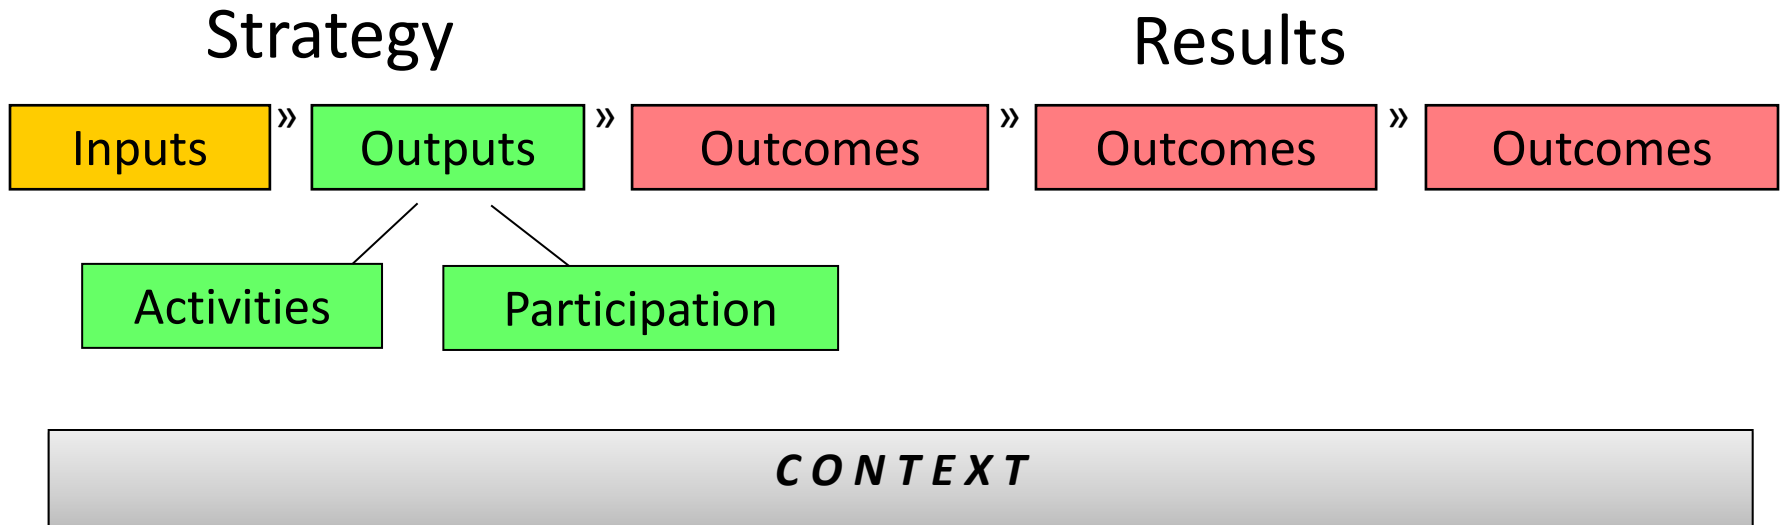 Strategy Results
Inputs » Outputs » Outcomes » Outcomes » Outcomes
Activities Participation
CONTEXT